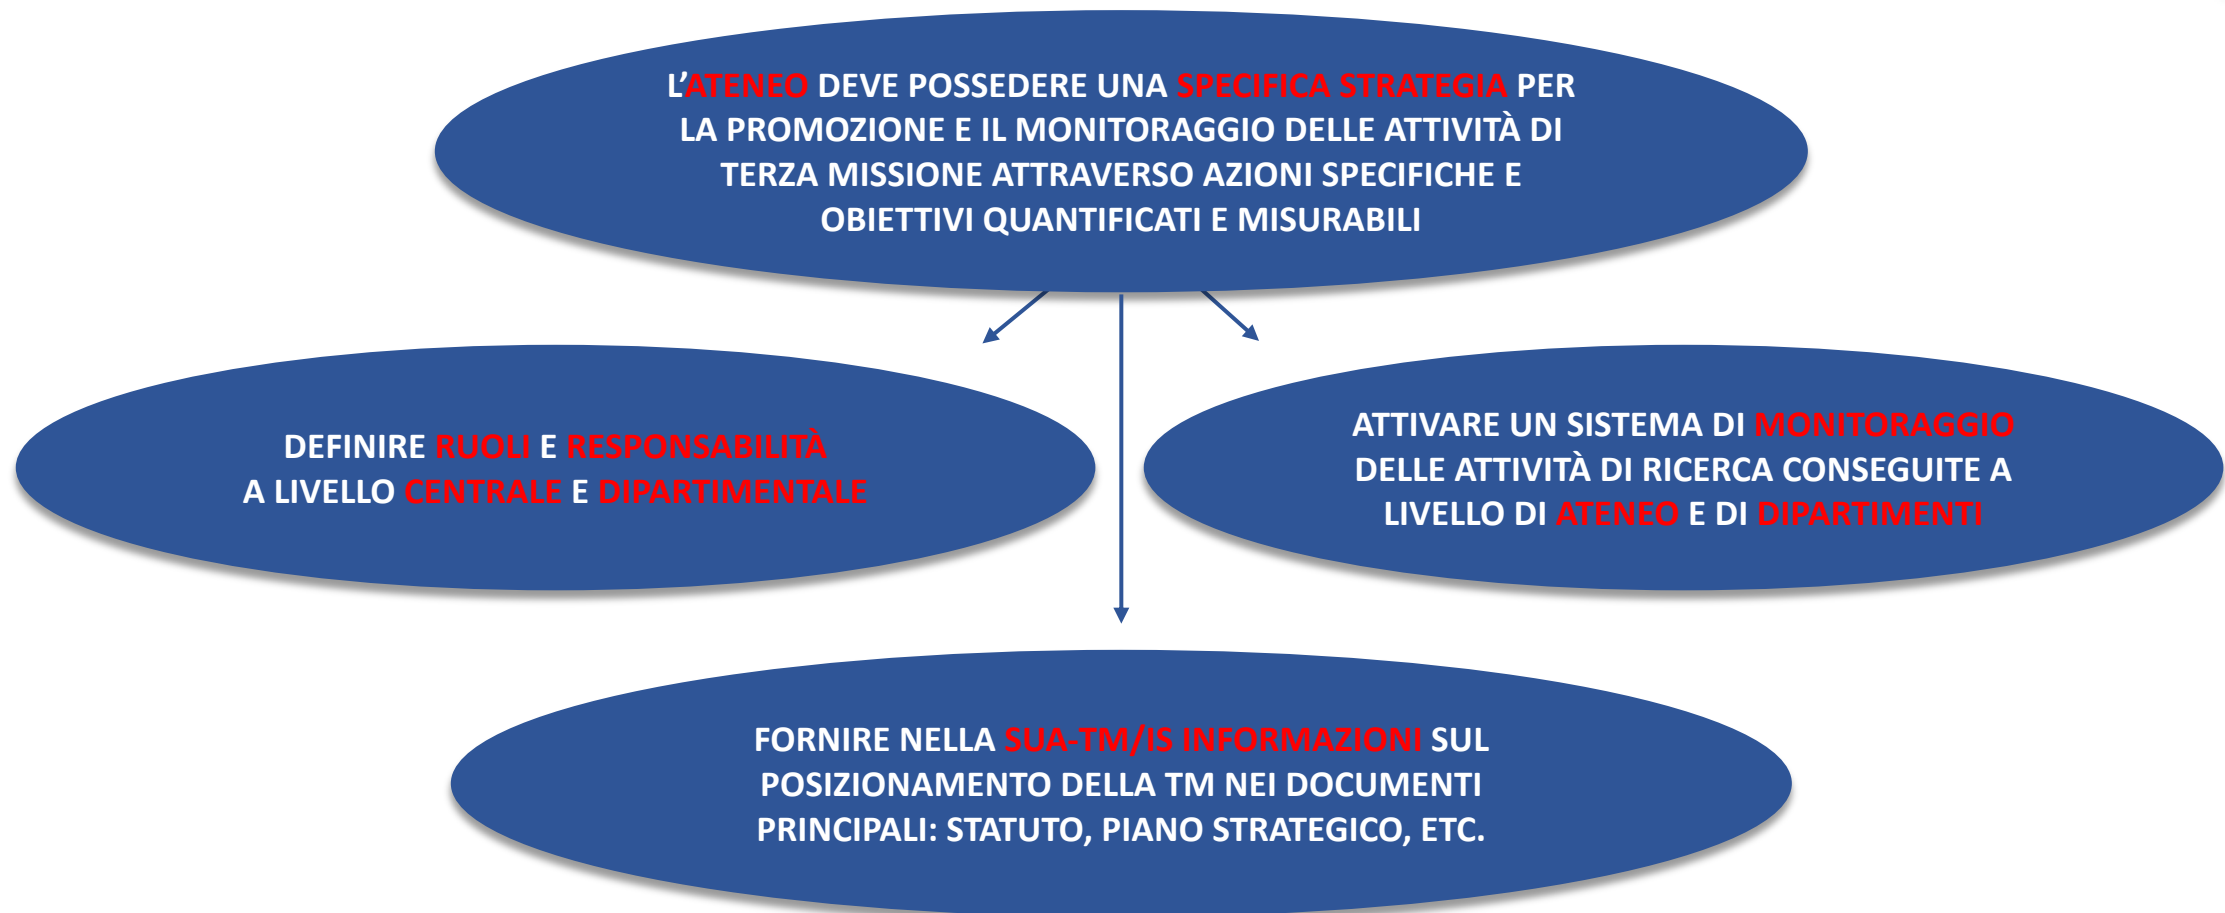 L’ATENEO DEVE POSSEDERE UNA SPECIFICA STRATEGIA PER
LA PROMOZIONE E IL MONITORAGGIO DELLE ATTIVITÀ DI
TERZA MISSIONE ATTRAVERSO AZIONI SPECIFICHE E
OBIETTIVI QUANTIFICATI E MISURABILI
DEFINIRE RUOLI E RESPONSABILITÀ
A LIVELLO CENTRALE E DIPARTIMENTALE
ATTIVARE UN SISTEMA DI MONITORAGGIO
DELLE ATTIVITÀ DI RICERCA CONSEGUITE A
LIVELLO DI ATENEO E DI DIPARTIMENTI
FORNIRE NELLA SUA-TM/IS INFORMAZIONI SUL
POSIZIONAMENTO DELLA TM NEI DOCUMENTI
PRINCIPALI: STATUTO, PIANO STRATEGICO, ETC.